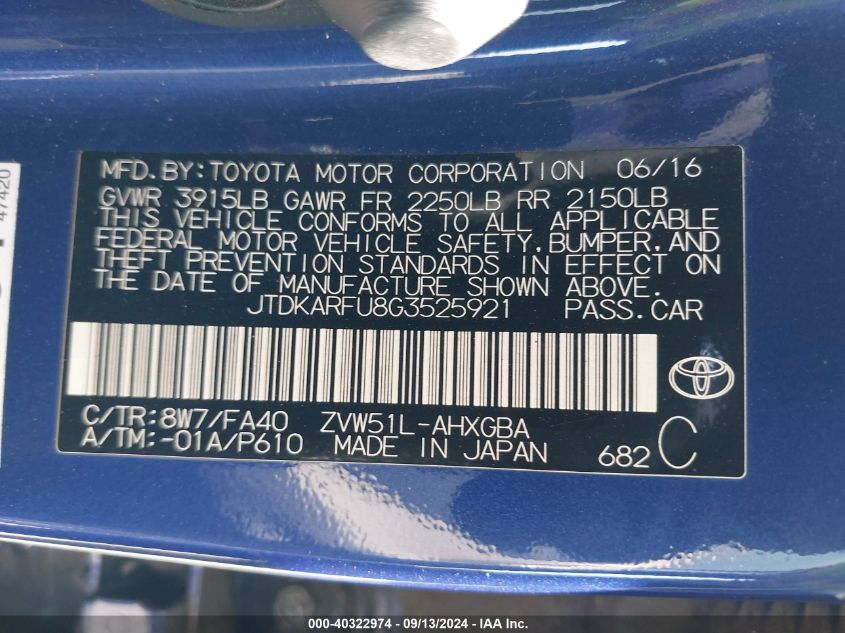 MFD.BY:TOYOTA MOTOR CORPORATION 06/16
GVWR 3915LB GAWR FR 2250LB RR 2150LB
THIS VEHICLE CONFORMS TO ALL APPLICABLE
FEDERAL MOTOR VEHICLE SAFETY,BUMPER,AND
THEFT PREVENTION STANDARDS IN EFFECT ON
THE DATE OF MANUFACTURE SHOWN ABOVE.
JTDKARFU8G3525921 PASS.CAR
C/TR:8W7/FA40 ZVW51L-AHXGBA
A/TM:-01A/P610 MADE IN JAPAN 682 C
47420
000-40322974 - 09/13/2024 - IAA Inc.